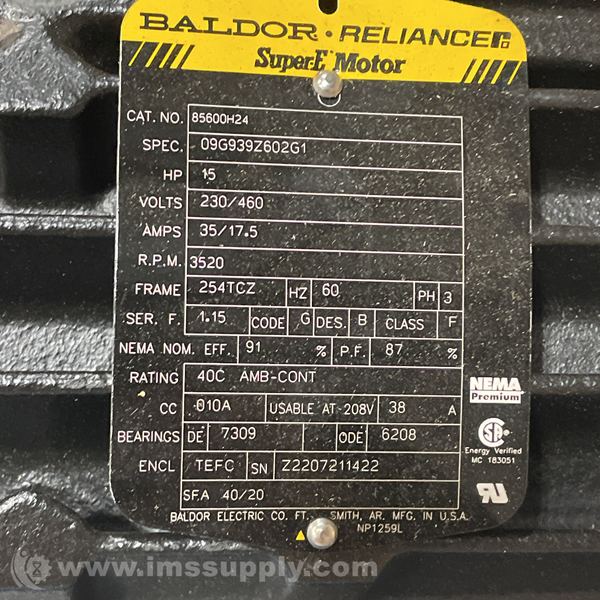 BALDOR · RELIANCER
Super-E Motor
CAT. NO. 85600H24
SPEC. 09G939Z602G1
HP 15
VOLTS 230/460
AMPS 35/17.5
R.P.M. 3520
FRAME 254TCZ HZ 60 PH 3
SER. F. 1.15 CODE G DES. B CLASS F
NEMA NOM. EFF. 91 % P.F. 87 %
RATING 40C AMB-CONT
CC 010A USABLE AT 208V 38 A
BEARINGS DE 7309 ODE 6208
ENCL TEFC SN Z2207211422
SFA 40/20
BALDOR ELECTRIC CO. FT. SMITH, AR. MFG. IN U.S.A.
NP1259L
NEMA
Premium
Energy Verified
MC 183051
www.imssupply.com